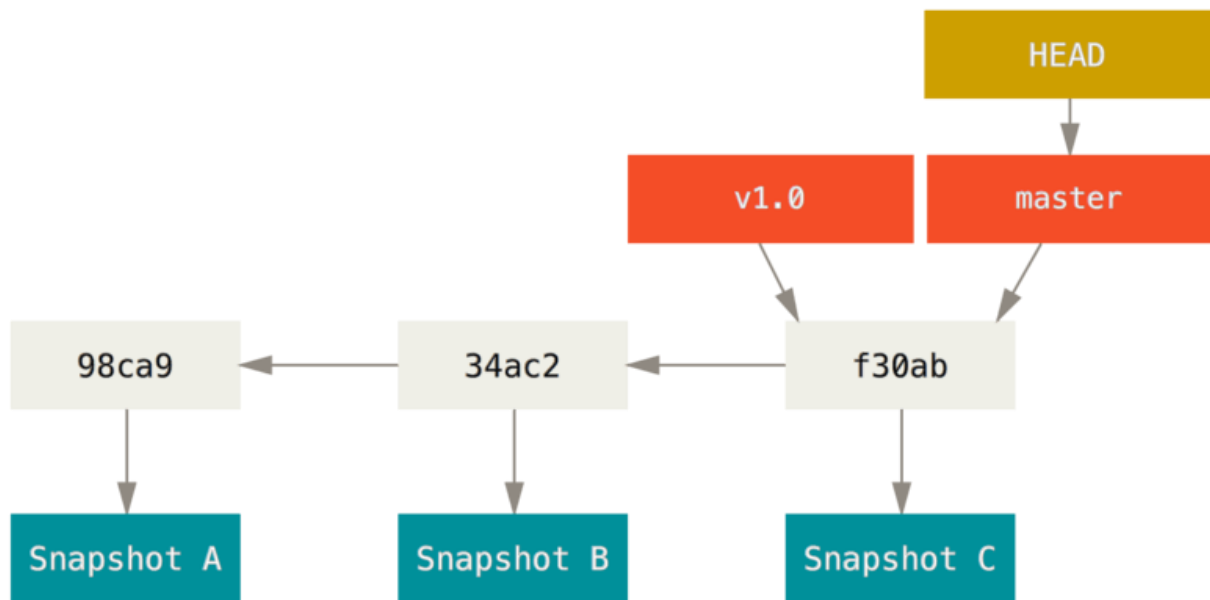 HEAD
v1.0
master
98ca9
34ac2
f30ab
Snapshot A
Snapshot B
Snapshot C